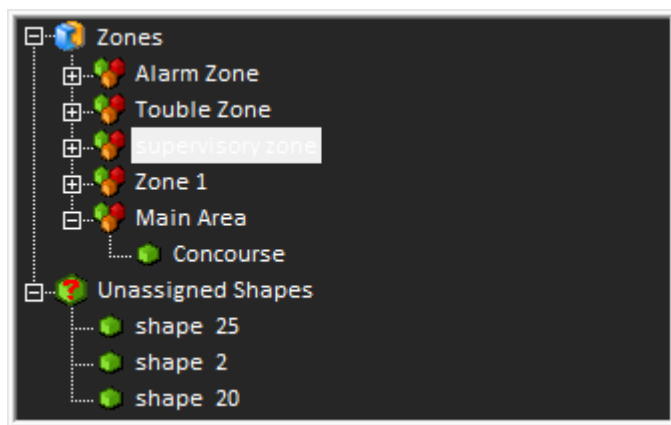 Zones
Alarm Zone
Touble Zone
supervisory zone
Zone 1
Main Area
Concourse
Unassigned Shapes
shape 25
shape 2
shape 20